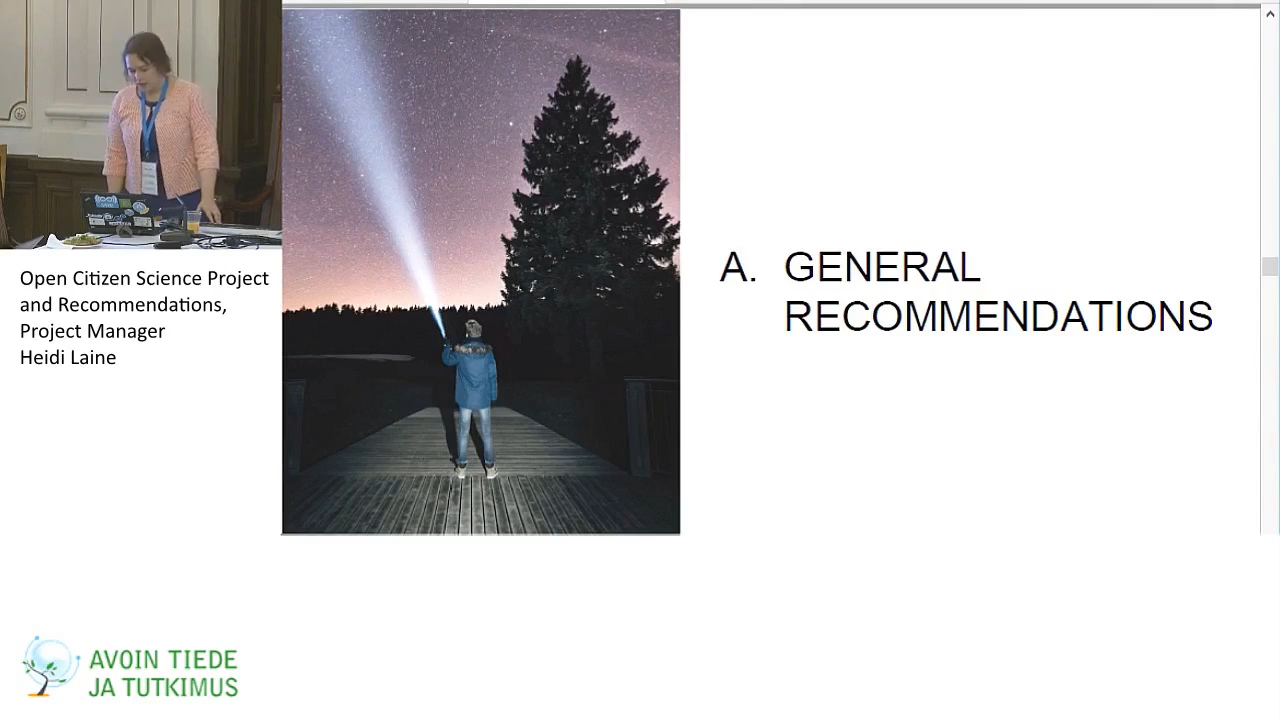 A. GENERAL
RECOMMENDATIONS
Open Citizen Science Project
and Recommendations,
Project Manager
Heidi Laine
AVOIN TIEDE
JA TUTKIMUS